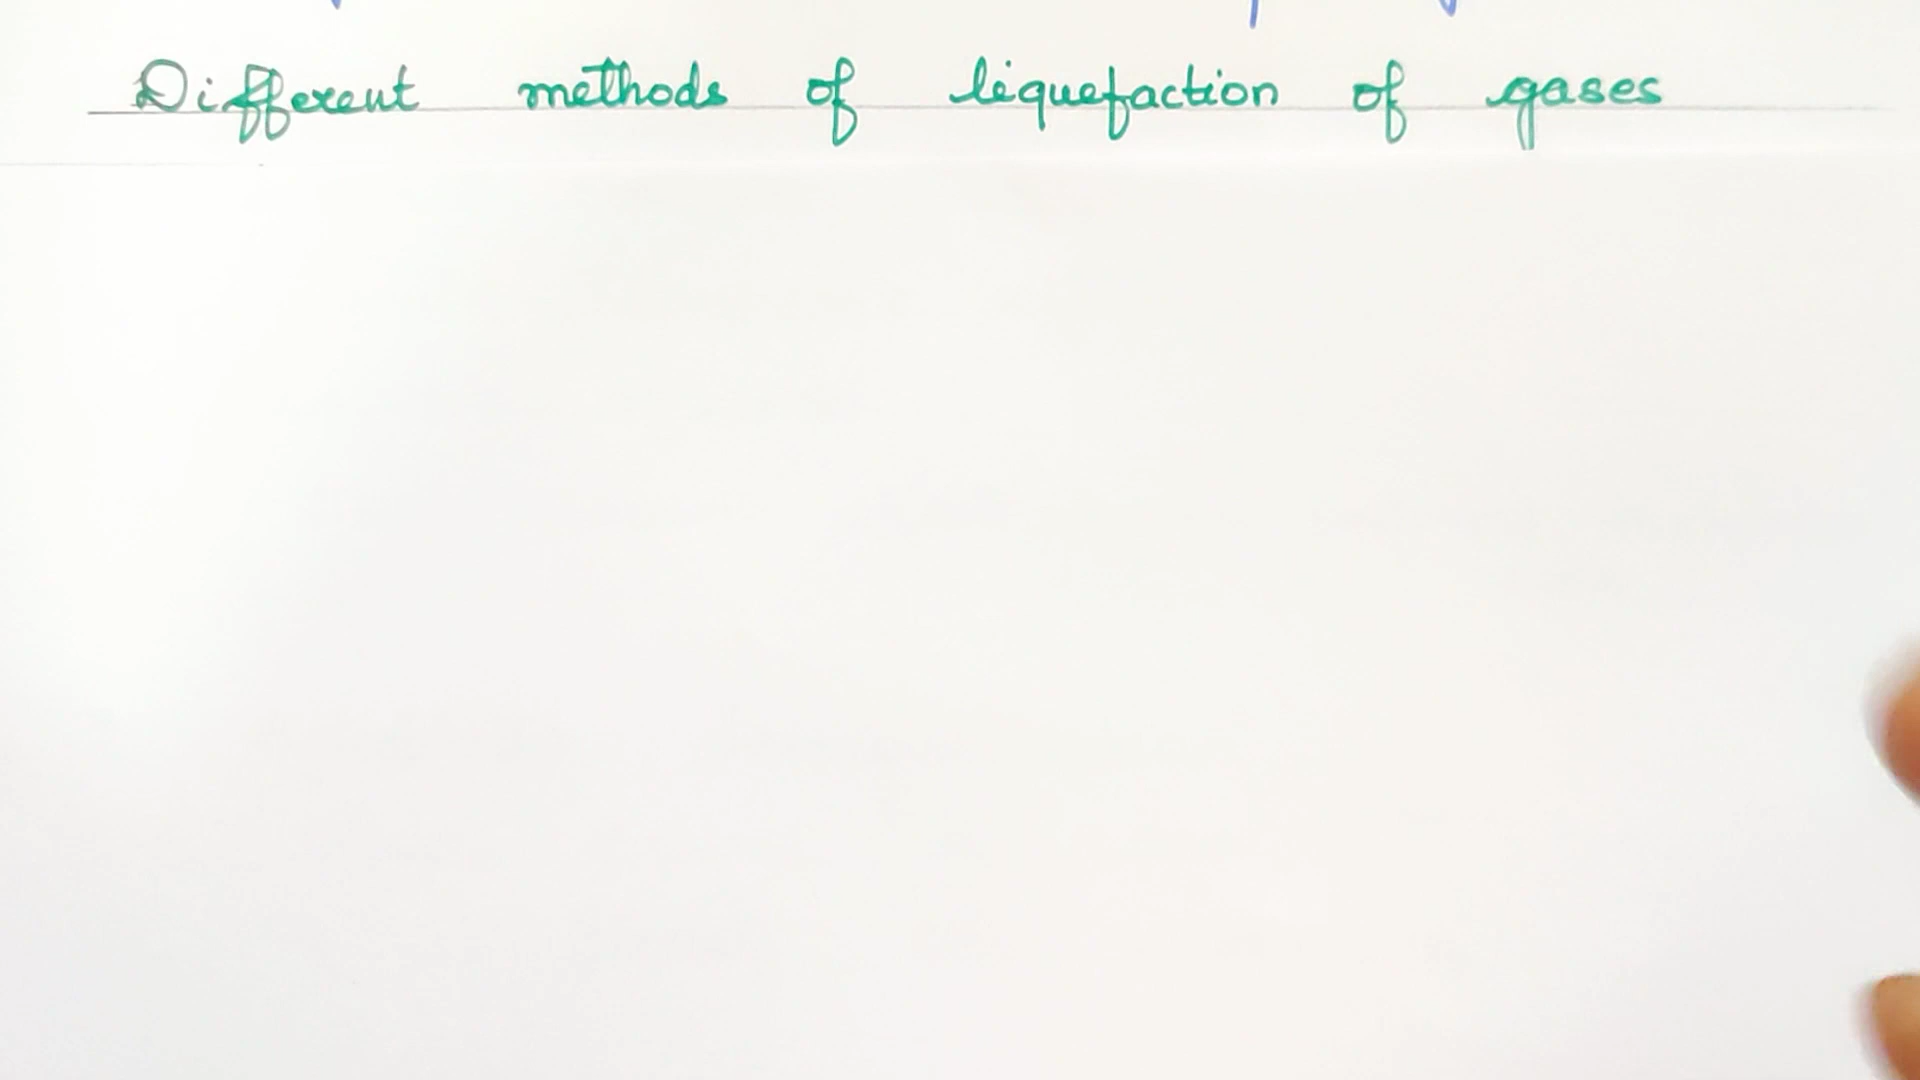 Different methods of liquefaction of gases